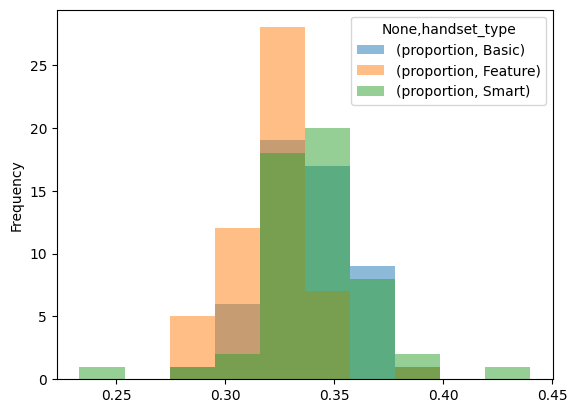 None,handset_type
(proportion, Basic)
(proportion, Feature)
(proportion, Smart)
Frequency
25
20
15
10
5
0
0.25
0.30
0.35
0.40
0.45